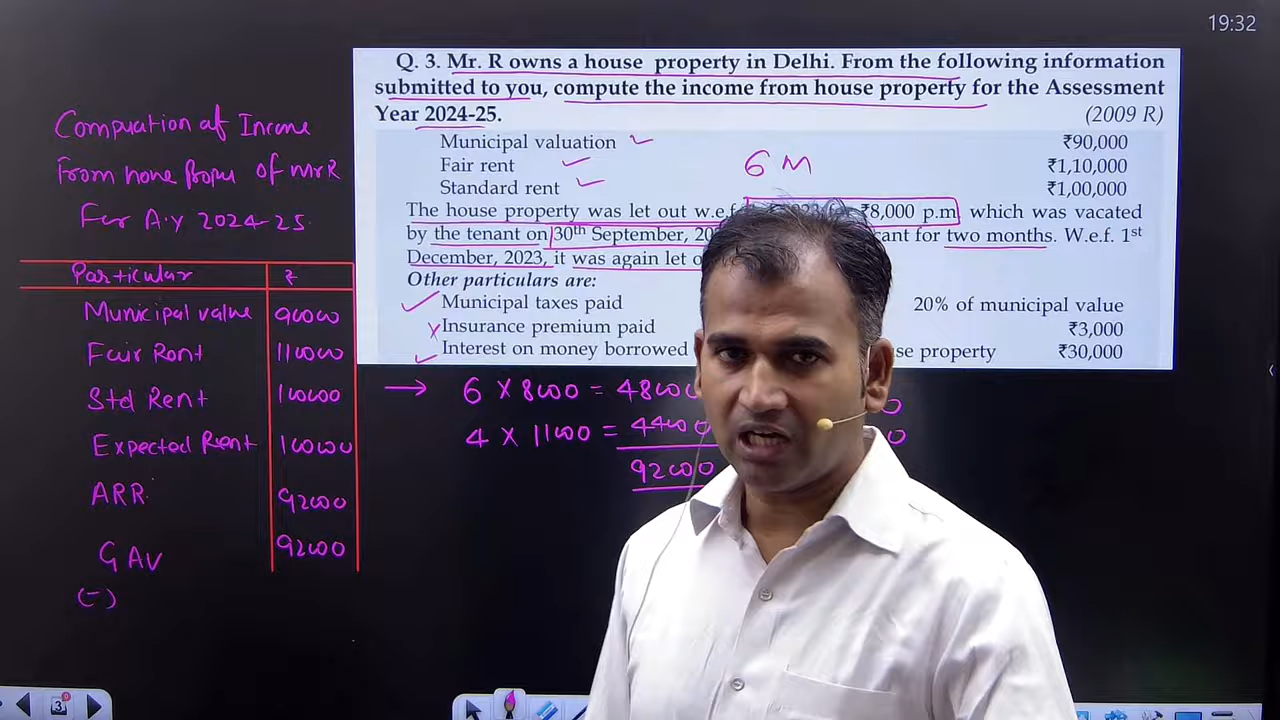 19:32
Q. 3. Mr. R owns a house property in Delhi. From the following information
submitted to you, compute the income from house property for the Assessment
Year 2024-25. (2009 R)
Municipal valuation ₹90,000
Fair rent ₹1,10,000
Standard rent ₹1,00,000
6 M
The house property was let out w.e.f. ₹8,000 p.m. which was vacated
by the tenant on 30th September, 20 cant for two months. W.e.f. 1st
December, 2023, it was again let o
Other particulars are:
Municipal taxes paid 20% of municipal value
Insurance premium paid ₹3,000
Interest on money borrowed se property ₹30,000
Compuation of Income
From house Prope of Mr R
For A.Y 2024-25.
Particular ₹
Municipal value 90000
Fair Rent 110000
Std Rent 100000
Expected Rent 100000
ARR 92000
GAV 92000
(-)
→ 6 × 8000 = 48000
4 × 11000 = 44000
92000
3